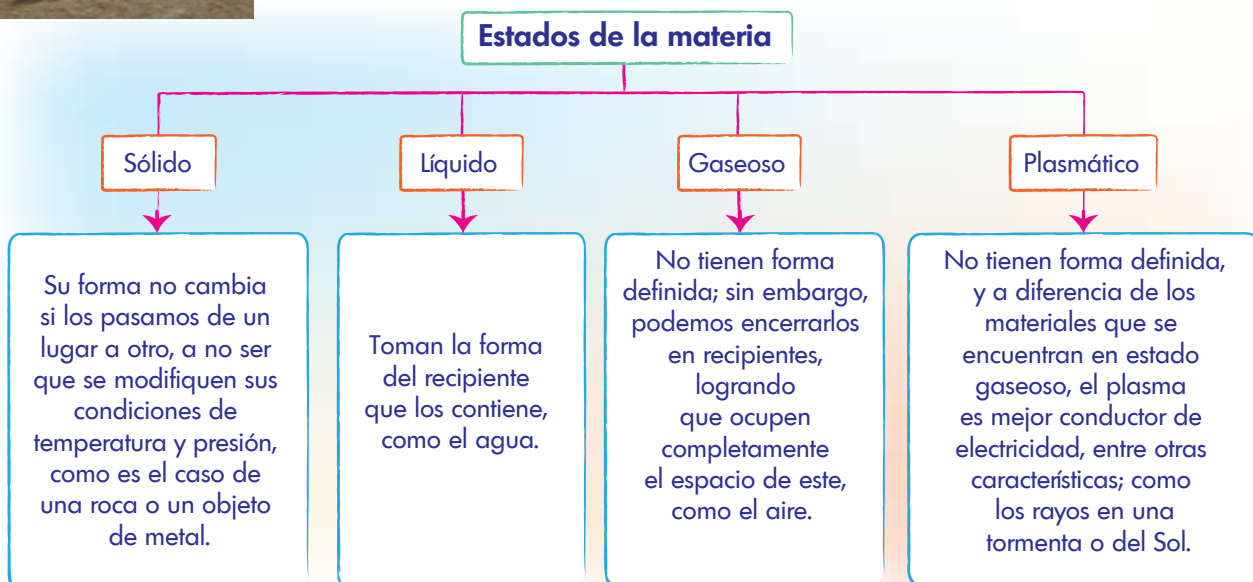 Estados de la materia
Sólido
Líquido
Gaseoso
Plasmático
Su forma no cambia
si los pasamos de un
lugar a otro, a no ser
que se modifiquen sus
condiciones de
temperatura y presión,
como es el caso de
una roca o un objeto
de metal.
Toman la forma
del recipiente
que los contiene,
como el agua.
No tienen forma
definida; sin embargo,
podemos encerrarlos
en recipientes,
logrando
que ocupen
completamente
el espacio de este,
como el aire.
No tienen forma definida,
y a diferencia de los
materiales que se
encuentran en estado
gaseoso, el plasma
es mejor conductor de
electricidad, entre otras
características; como
los rayos en una
tormenta o del Sol.